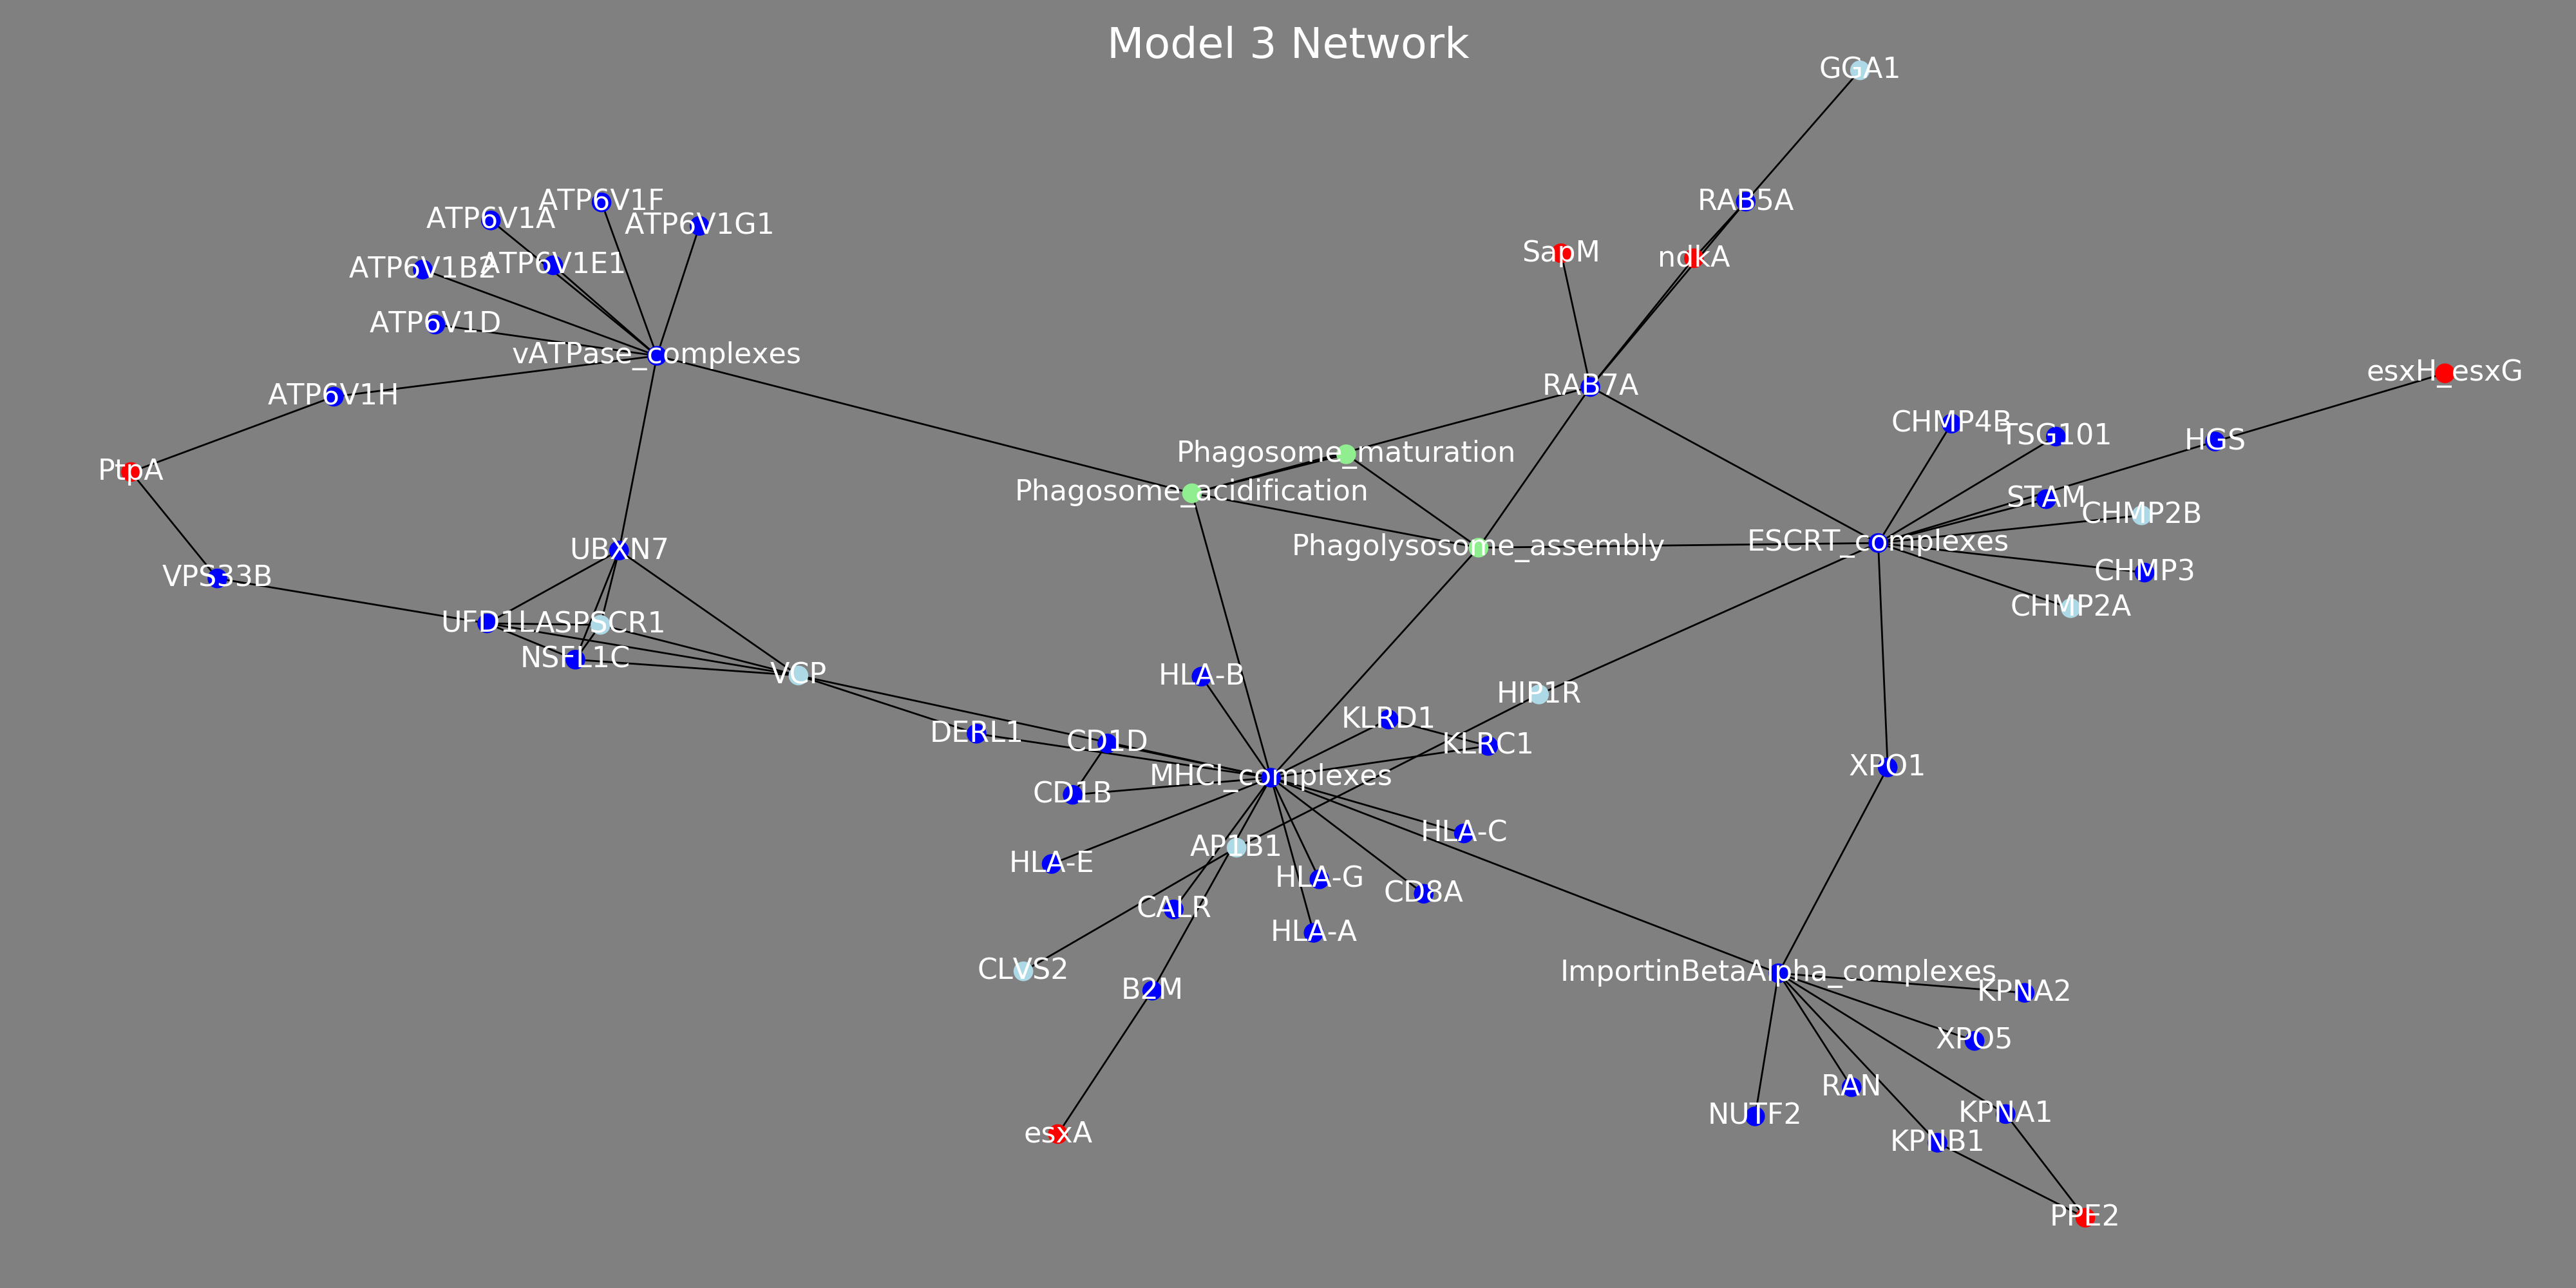 Model 3 Network
GGA1
RAB5A
ATP6V1F
ATP6V1A
ATP6V1G1
SapM
ndkA
ATP6V1B2
ATP6V1E1
ATP6V1D
vATPase_complexes
esxH_esxG
RAB7A
ATP6V1H
CHMP4B
TSG101
HGS
Phagosome_maturation
PtpA
Phagosome_acidification
STAM
CHMP2B
ESCRT_complexes
Phagolysosome_assembly
UBXN7
CHMP3
VPS33B
CHMP2A
UFD1L
ASPSCR1
NSFL1C
VCP
HLA-B
HIP1R
KLRD1
DERL1
CD1D
KLRC1
XPO1
MHCI_complexes
CD1B
HLA-C
AP1B1
HLA-E
HLA-G
CD8A
CALR
HLA-A
CLVS2
ImportinBetaAlpha_complexes
B2M
KPNA2
XPO5
RAN
NUTF2
KPNA1
esxA
KPNB1
PPE2